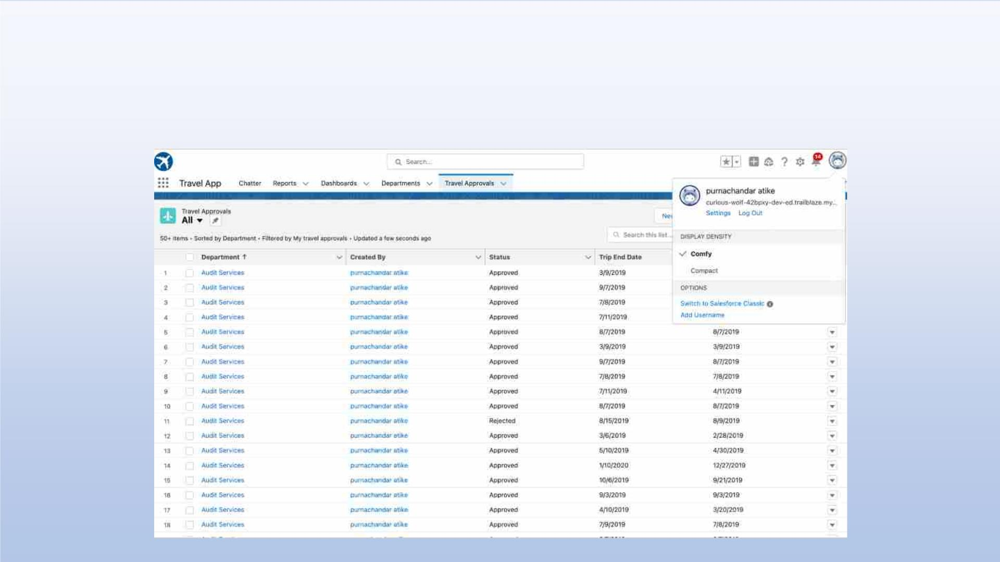 Search...
14
Travel App Chatter Reports Dashboards Departments Travel Approvals
purnachandar atike
curious-wolf-42bpxy-dev-ed.trailblaze.my...
Settings Log Out
Travel Approvals
All
50+ items • Sorted by Department • Filtered by My travel approvals • Updated a few seconds ago
Search this list...
DISPLAY DENSITY
Comfy
Compact
OPTIONS
Switch to Salesforce Classic
Add Username
Department ↑ Created By Status Trip End Date
1 Audit Services purnachandar atike Approved 3/9/2019
2 Audit Services purnachandar atike Approved 9/7/2019
3 Audit Services purnachandar atike Approved 7/8/2019
4 Audit Services purnachandar atike Approved 7/11/2019
5 Audit Services purnachandar atike Approved 8/7/2019 8/7/2019
6 Audit Services purnachandar atike Approved 3/9/2019 3/9/2019
7 Audit Services purnachandar atike Approved 9/7/2019 8/7/2019
8 Audit Services purnachandar atike Approved 7/8/2019 7/8/2019
9 Audit Services purnachandar atike Approved 7/11/2019 4/11/2019
10 Audit Services purnachandar atike Approved 8/7/2019 8/7/2019
11 Audit Services purnachandar atike Rejected 8/15/2019 8/9/2019
12 Audit Services purnachandar atike Approved 3/6/2019 2/28/2019
13 Audit Services purnachandar atike Approved 5/10/2019 4/30/2019
14 Audit Services purnachandar atike Approved 1/10/2020 12/27/2019
15 Audit Services purnachandar atike Approved 10/6/2019 9/21/2019
16 Audit Services purnachandar atike Approved 9/3/2019 9/3/2019
17 Audit Services purnachandar atike Approved 4/10/2019 3/20/2019
18 Audit Services purnachandar atike Approved 7/9/2019 7/8/2019